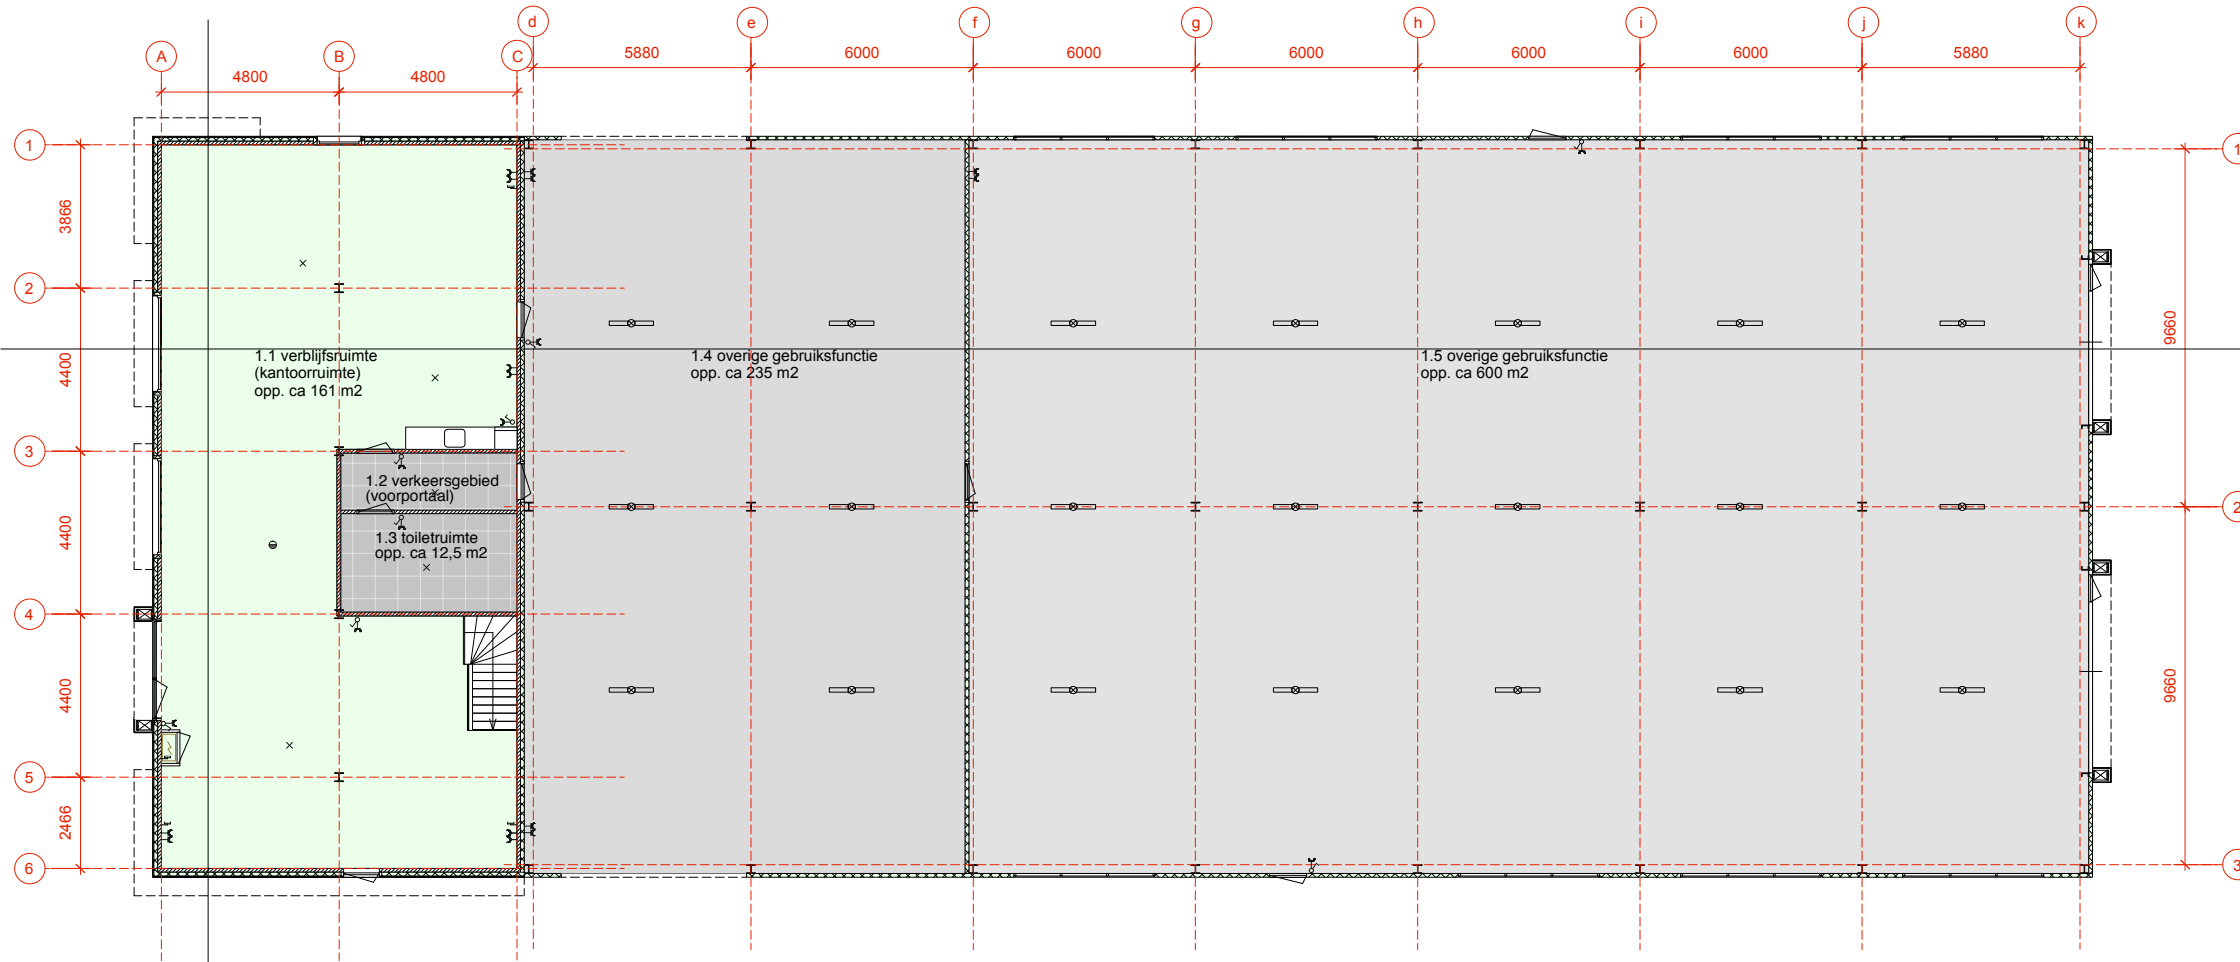 d e f g h i j k
A B C
5880 6000 6000 6000 6000 6000 5880
4800 4800
1 1
3866
2
9660
4400
1.1 verblijfsruimte
(kantoorruimte)
opp. ca 161 m2
1.4 overige gebruiksfunctie
opp. ca 235 m2
1.5 overige gebruiksfunctie
opp. ca 600 m2
3
1.2 verkeersgebied
(voorportaal)
2
4400
1.3 toiletruimte
opp. ca 12,5 m2
4
4400
9660
5
2466
6 3